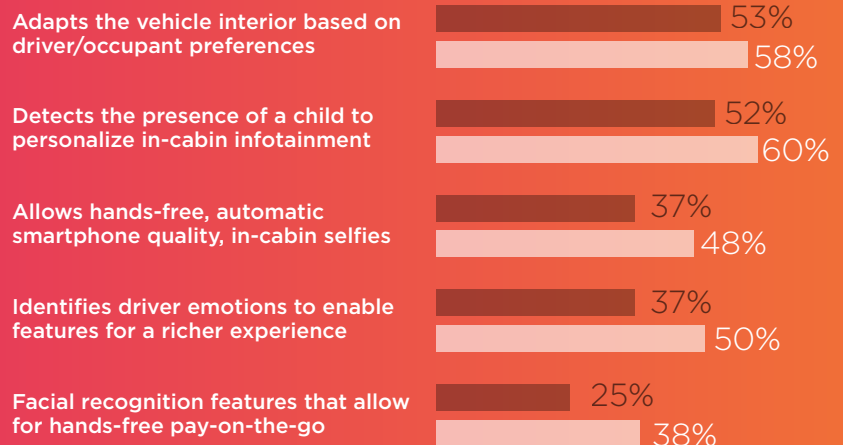 Adapts the vehicle interior based on
driver/occupant preferences
53%
58%
Detects the presence of a child to
personalize in-cabin infotainment
52%
60%
Allows hands-free, automatic
smartphone quality, in-cabin selfies
37%
48%
Identifies driver emotions to enable
features for a richer experience
37%
50%
Facial recognition features that allow
for hands-free pay-on-the-go
25%
38%